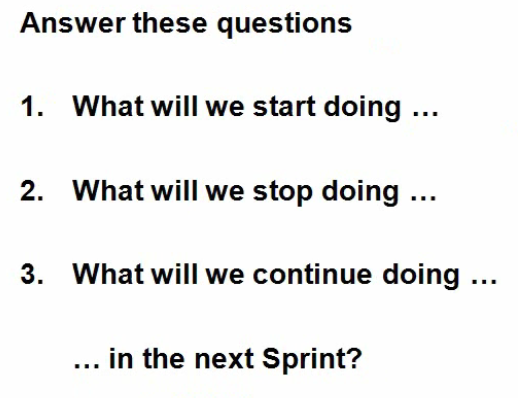 Answer these questions
1. What will we start doing …
2. What will we stop doing …
3. What will we continue doing …
… in the next Sprint?